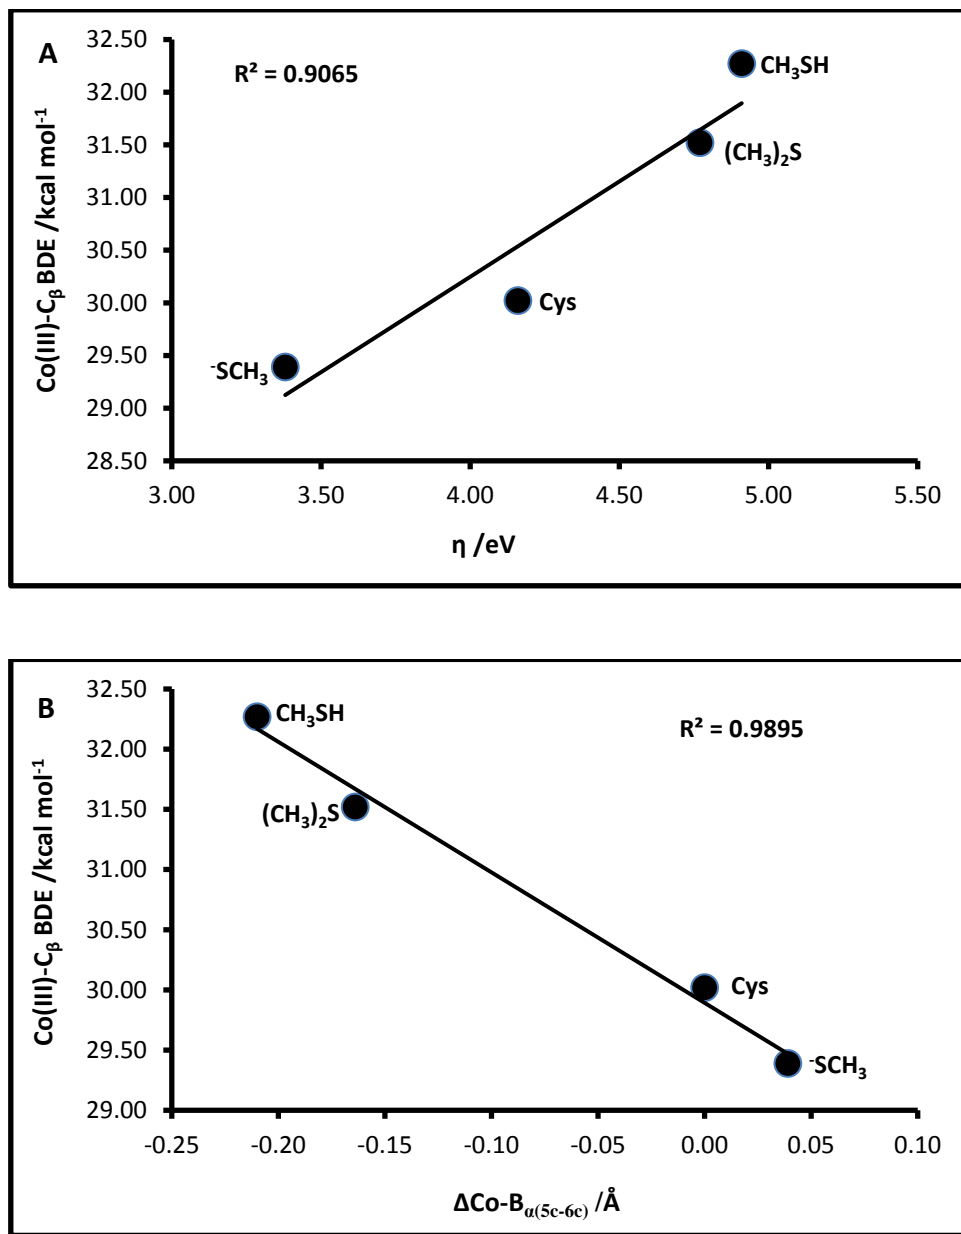 A
R² = 0.9065
Co(III)-Cβ BDE /kcal mol⁻¹
32.50
32.00
31.50
31.00
30.50
30.00
29.50
29.00
28.50
CH₃SH
(CH₃)₂S
Cys
⁻SCH₃
3.00 3.50 4.00 4.50 5.00 5.50
η /eV
B
R² = 0.9895
Co(III)-Cβ BDE /kcal mol⁻¹
32.50
32.00
31.50
31.00
30.50
30.00
29.50
29.00
CH₃SH
(CH₃)₂S
Cys
⁻SCH₃
-0.25 -0.20 -0.15 -0.10 -0.05 0.00 0.05 0.10
ΔCo-Bα(5c-6c) /Å